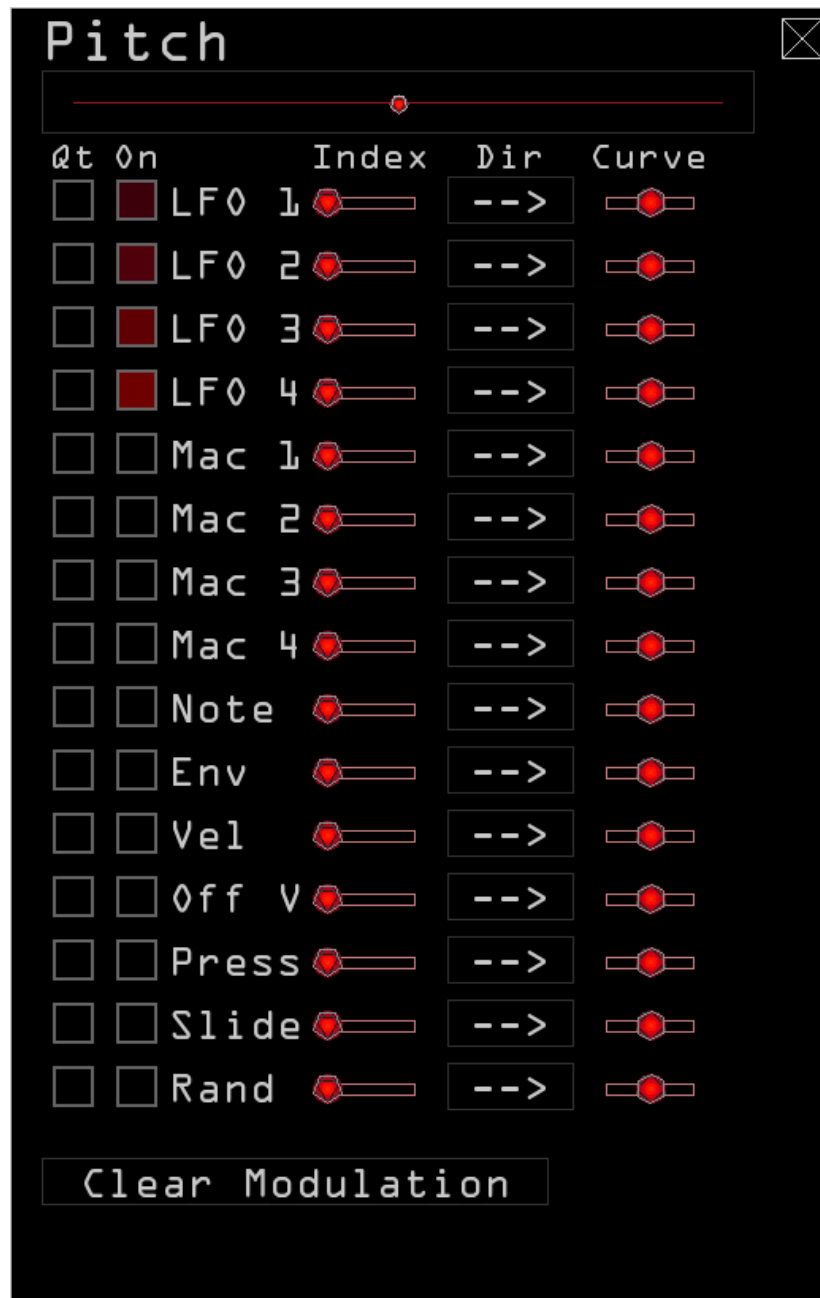 Pitch
Qt On Index Dir Curve
LFO 1 -->
LFO 2 -->
LFO 3 -->
LFO 4 -->
Mac 1 -->
Mac 2 -->
Mac 3 -->
Mac 4 -->
Note -->
Env -->
Vel -->
Off V -->
Press -->
Slide -->
Rand -->
Clear Modulation